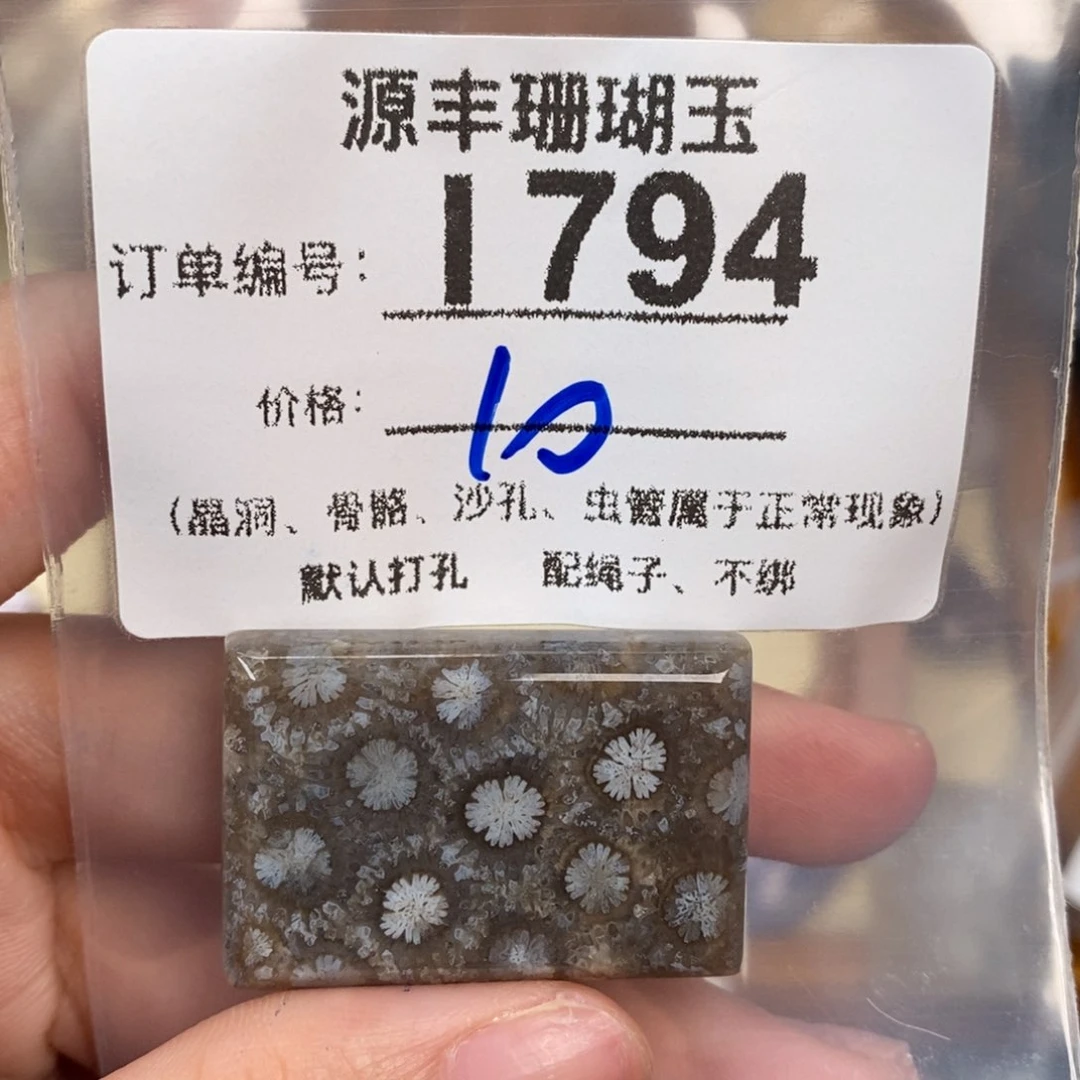 源丰珊瑚玉
订单编号: 1794
价格: 10
(晶洞、骨骼、沙孔、虫管属于正常现象)
默认打孔 配绳子、不绑